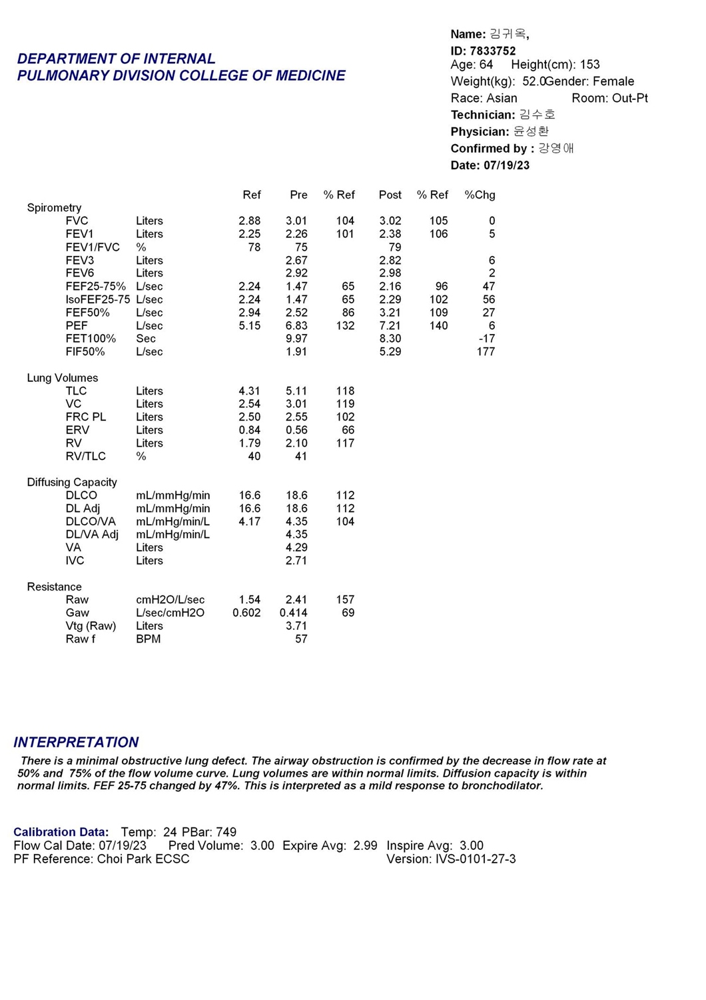 DEPARTMENT OF INTERNAL
PULMONARY DIVISION COLLEGE OF MEDICINE
Name: 김귀옥,
ID: 7833752
Age: 64 Height(cm): 153
Weight(kg): 52.0Gender: Female
Race: Asian Room: Out-Pt
Technician: 김수호
Physician: 윤성환
Confirmed by : 강영애
Date: 07/19/23
Ref Pre % Ref Post % Ref %Chg
Spirometry
FVC Liters 2.88 3.01 104 3.02 105 0
FEV1 Liters 2.25 2.26 101 2.38 106 5
FEV1/FVC % 78 75 79
FEV3 Liters 2.67 2.82 6
FEV6 Liters 2.92 2.98 2
FEF25-75% L/sec 2.24 1.47 65 2.16 96 47
IsoFEF25-75 L/sec 2.24 1.47 65 2.29 102 56
FEF50% L/sec 2.94 2.52 86 3.21 109 27
PEF L/sec 5.15 6.83 132 7.21 140 6
FET100% Sec 9.97 8.30 -17
FIF50% L/sec 1.91 5.29 177
Lung Volumes
TLC Liters 4.31 5.11 118
VC Liters 2.54 3.01 119
FRC PL Liters 2.50 2.55 102
ERV Liters 0.84 0.56 66
RV Liters 1.79 2.10 117
RV/TLC % 40 41
Diffusing Capacity
DLCO mL/mmHg/min 16.6 18.6 112
DL Adj mL/mmHg/min 16.6 18.6 112
DLCO/VA mL/mHg/min/L 4.17 4.35 104
DL/VA Adj mL/mHg/min/L 4.35
VA Liters 4.29
IVC Liters 2.71
Resistance
Raw cmH2O/L/sec 1.54 2.41 157
Gaw L/sec/cmH2O 0.602 0.414 69
Vtg (Raw) Liters 3.71
Raw f BPM 57
INTERPRETATION
There is a minimal obstructive lung defect. The airway obstruction is confirmed by the decrease in flow rate at
50% and 75% of the flow volume curve. Lung volumes are within normal limits. Diffusion capacity is within
normal limits. FEF 25-75 changed by 47%. This is interpreted as a mild response to bronchodilator.
Calibration Data: Temp: 24 PBar: 749
Flow Cal Date: 07/19/23 Pred Volume: 3.00 Expire Avg: 2.99 Inspire Avg: 3.00
PF Reference: Choi Park ECSC Version: IVS-0101-27-3